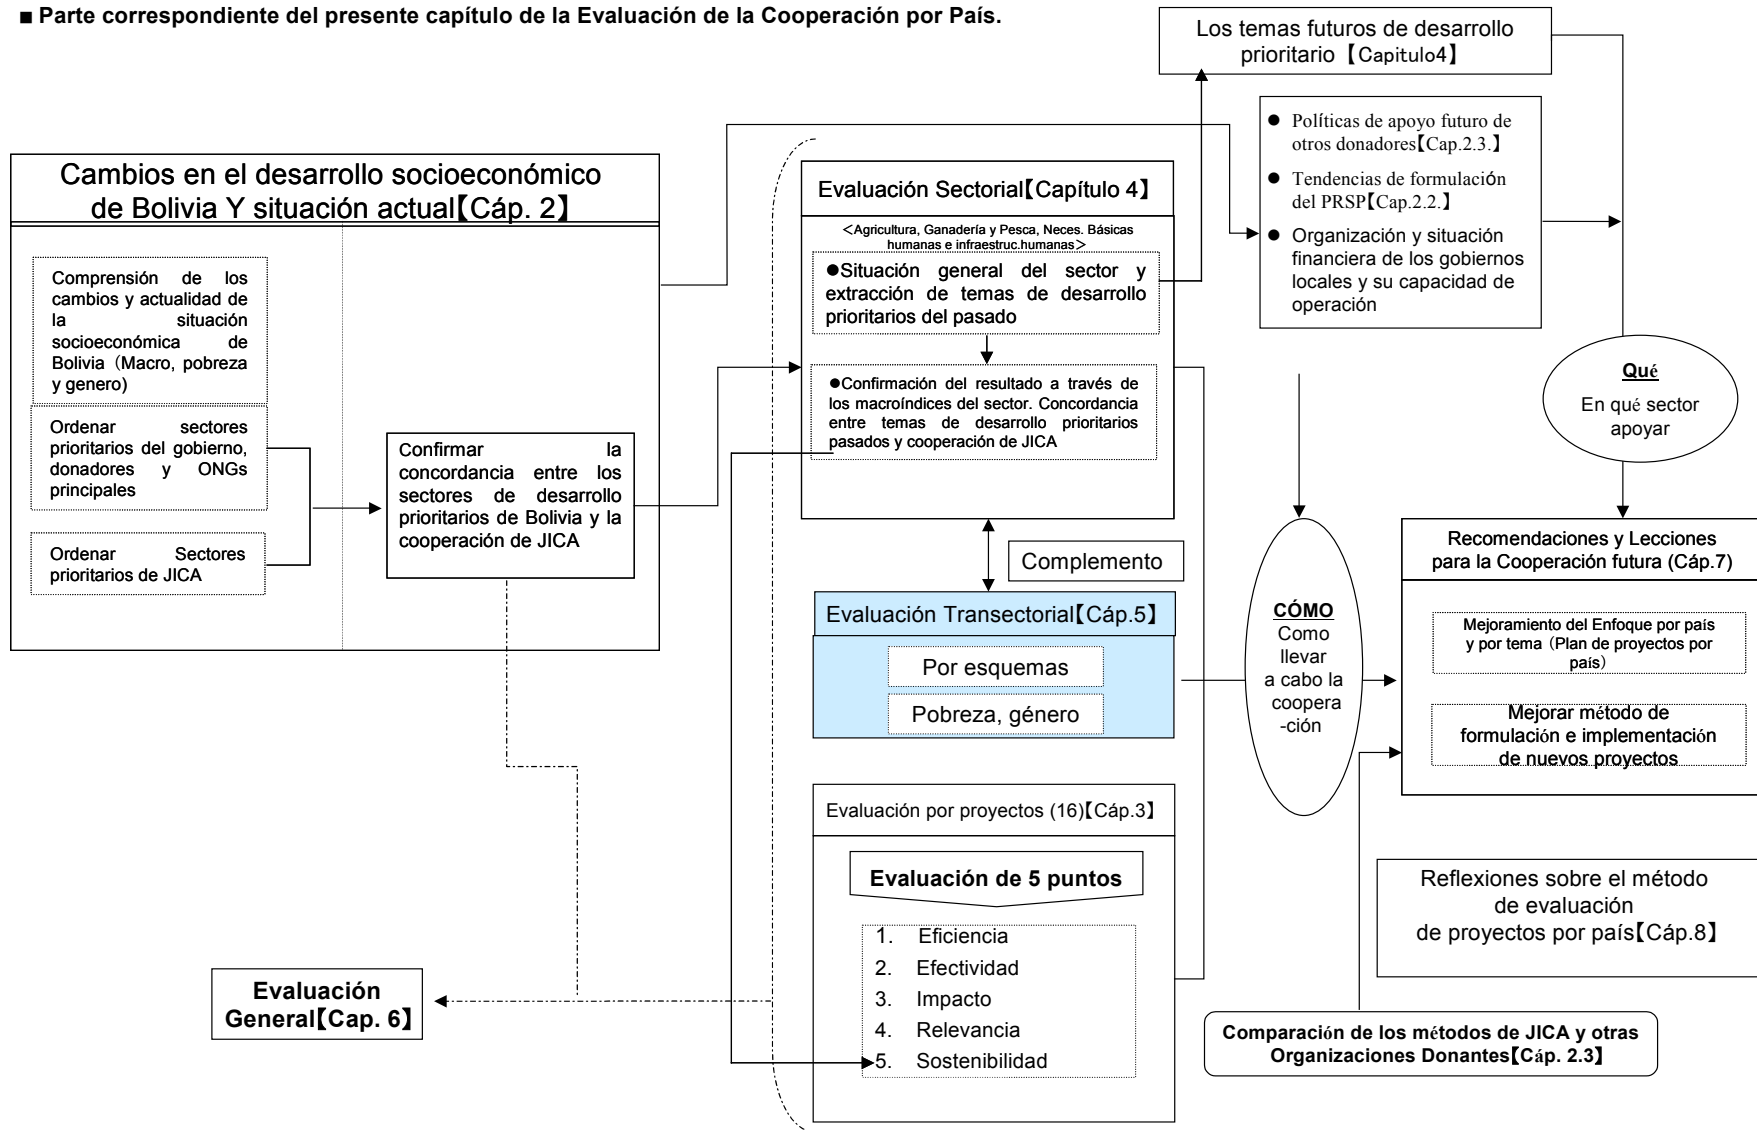 ■ Parte correspondiente del presente capítulo de la Evaluación de la Cooperación por País.
Los temas futuros de desarrollo
prioritario【Capitulo4】
● Políticas de apoyo futuro de
otros donadores【Cap.2.3.】
● Tendencias de formulación
del PRSP【Cap.2.2.】
● Organización y situación
financiera de los gobiernos
locales y su capacidad de
operación
Cambios en el desarrollo socioeconómico
de Bolivia Y situación actual【Cáp. 2】
Comprensión de los
cambios y actualidad de
la situación
socioeconómica de
Bolivia (Macro, pobreza
y genero)
Ordenar sectores
prioritarios del gobierno,
donadores y ONGs
principales
Ordenar Sectores
prioritarios de JICA
Confirmar la
concordancia entre los
sectores de desarrollo
prioritarios de Bolivia y la
cooperación de JICA
Evaluación Sectorial【Capítulo 4】
＜Agricultura, Ganadería y Pesca, Neces. Básicas
humanas e infraestruc.humanas＞
●Situación general del sector y
extracción de temas de desarrollo
prioritarios del pasado
●Confirmación del resultado a través de
los macroíndices del sector. Concordancia
entre temas de desarrollo prioritarios
pasados y cooperación de JICA
Complemento
Evaluación Transectorial【Cáp.5】
Por esquemas
Pobreza, género
Evaluación por proyectos (16)【Cáp.3】
Evaluación de 5 puntos
1. Eficiencia
2. Efectividad
3. Impacto
4. Relevancia
5. Sostenibilidad
Evaluación
General【Cap. 6】
Qué
En qué sector
apoyar
CÓMO
Como
llevar
a cabo la
coopera
-ción
Recomendaciones y Lecciones
para la Cooperación futura (Cáp.7)
Mejoramiento del Enfoque por país
y por tema (Plan de proyectos por
país)
Mejorar método de
formulación e implementación
de nuevos proyectos
Reflexiones sobre el método
de evaluación
de proyectos por país【Cáp.8】
Comparación de los métodos de JICA y otras
Organizaciones Donantes【Cáp. 2.3】